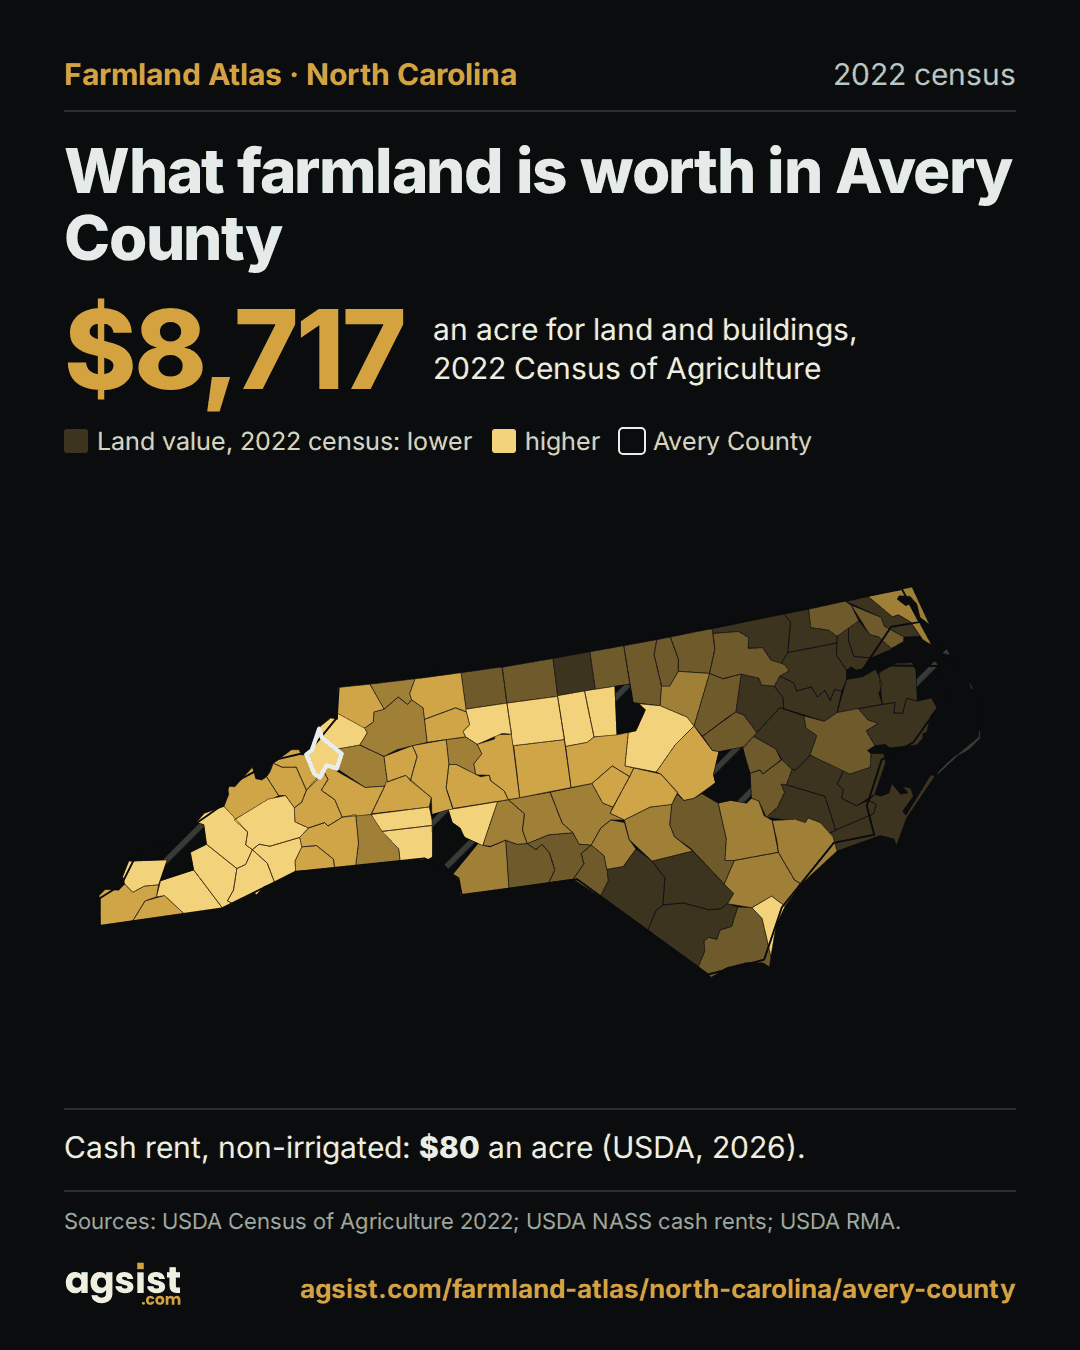 Farmland Atlas · North Carolina
2022 census
What farmland is worth in Avery
County
$8,717
an acre for land and buildings,
2022 Census of Agriculture
Land value, 2022 census: lower
higher
Avery County
Cash rent, non-irrigated: $80 an acre (USDA, 2026).
Sources: USDA Census of Agriculture 2022; USDA NASS cash rents; USDA RMA.
agsist
.com
agsist.com/farmland-atlas/north-carolina/avery-county